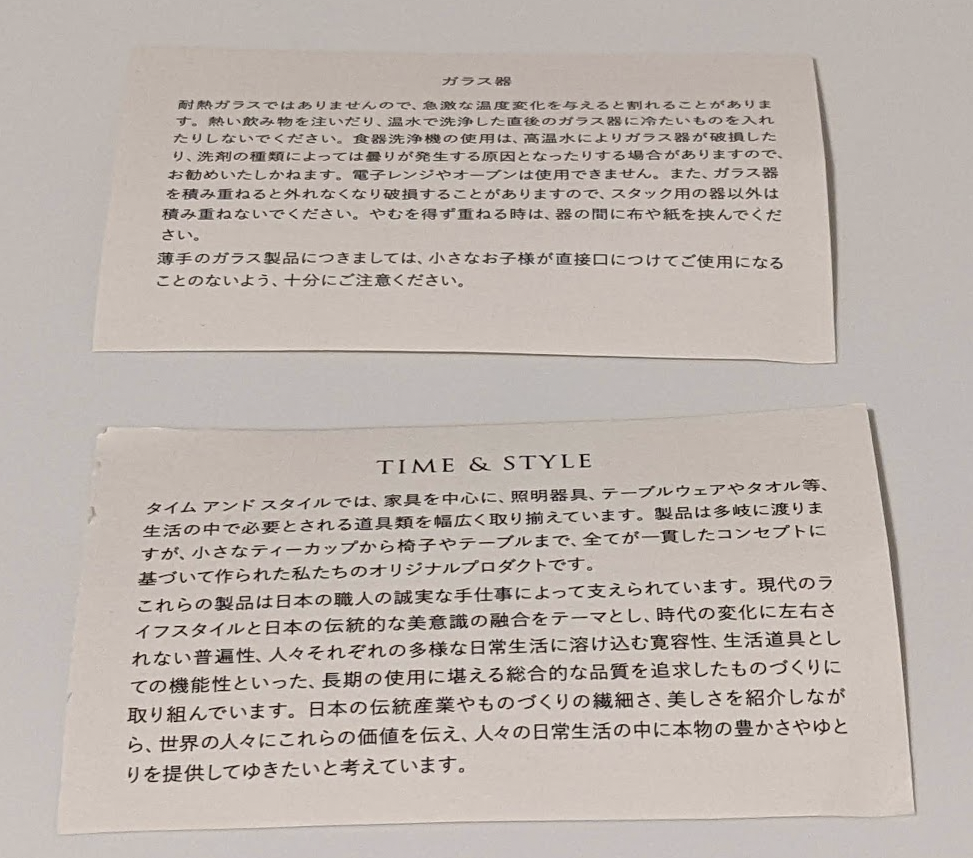 ガラス器
耐熱ガラスではありませんので、急激な温度変化を与えると割れることがありま
す。熱い飲み物を注いだり、温水で洗浄した直後のガラス器に冷たいものを入れ
たりしないでください。食器洗浄機の使用は、高温水によりガラス器が破損した
り、洗剤の種類によっては曇りが発生する原因となったりする場合がありますので、
お勧めいたしかねます。電子レンジやオーブンは使用できません。また、ガラス器
を積み重ねると外れなくなり破損することがありますので、スタック用の器以外は
積み重ねないでください。やむを得ず重ねる時は、器の間に布や紙を挟んでくだ
さい。
薄手のガラス製品につきましては、小さなお子様が直接口につけてご使用になる
ことのないよう、十分にご注意ください。
TIME & STYLE
タイム アンド スタイルでは、家具を中心に、照明器具、テーブルウェアやタオル等、
生活の中で必要とされる道具類を幅広く取り揃えています。製品は多岐に渡りま
すが、小さなティーカップから椅子やテーブルまで、全てが一貫したコンセプトに
基づいて作られた私たちのオリジナルプロダクトです。
これらの製品は日本の職人の誠実な手仕事によって支えられています。現代のラ
イフスタイルと日本の伝統的な美意識の融合をテーマとし、時代の変化に左右さ
れない普遍性、人々それぞれの多様な日常生活に溶け込む寛容性、生活道具とし
ての機能性といった、長期の使用に堪える総合的な品質を追求したものづくりに
取り組んでいます。日本の伝統産業やものづくりの繊細さ、美しさを紹介しなが
ら、世界の人々にこれらの価値を伝え、人々の日常生活の中に本物の豊かさやゆと
りを提供してゆきたいと考えています。